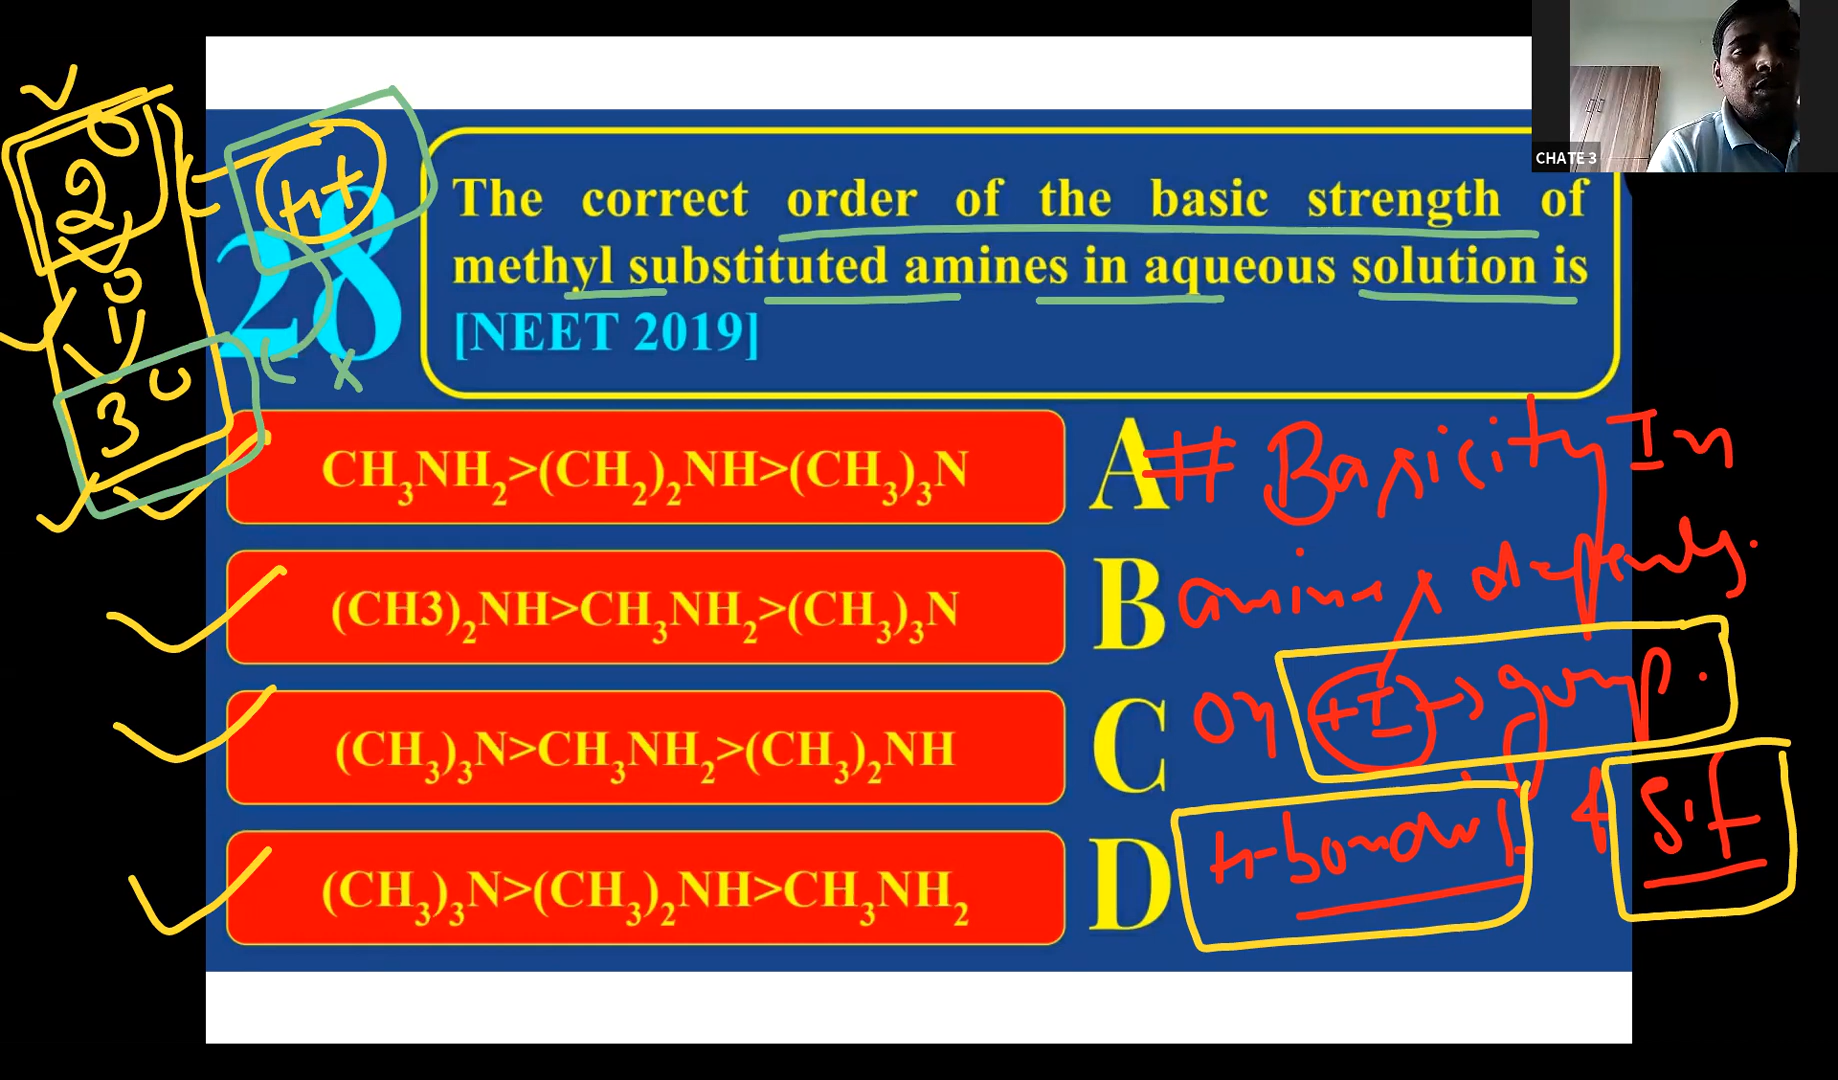 CHATE 3
2°
1°
3°
H+
x
28
The correct order of the basic strength of
methyl substituted amines in aqueous solution is
[NEET 2019]
CH₃NH₂>(CH₂)₂NH>(CH₃)₃N
A
(CH3)₂NH>CH₃NH₂>(CH₃)₃N
B
(CH₃)₃N>CH₃NH₂>(CH₃)₂NH
C
(CH₃)₃N>(CH₃)₂NH>CH₃NH₂
D
# Basicity In
amines depends
on +I → group.
H-bonding & S.I